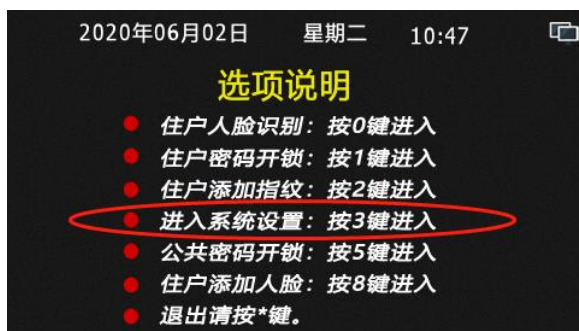 2020年06月02日 星期二 10:47
选项说明
住户人脸识别：按0键进入
住户密码开锁：按1键进入
住户添加指纹：按2键进入
进入系统设置：按3键进入
公共密码开锁：按5键进入
住户添加人脸：按8键进入
退出请按*键。